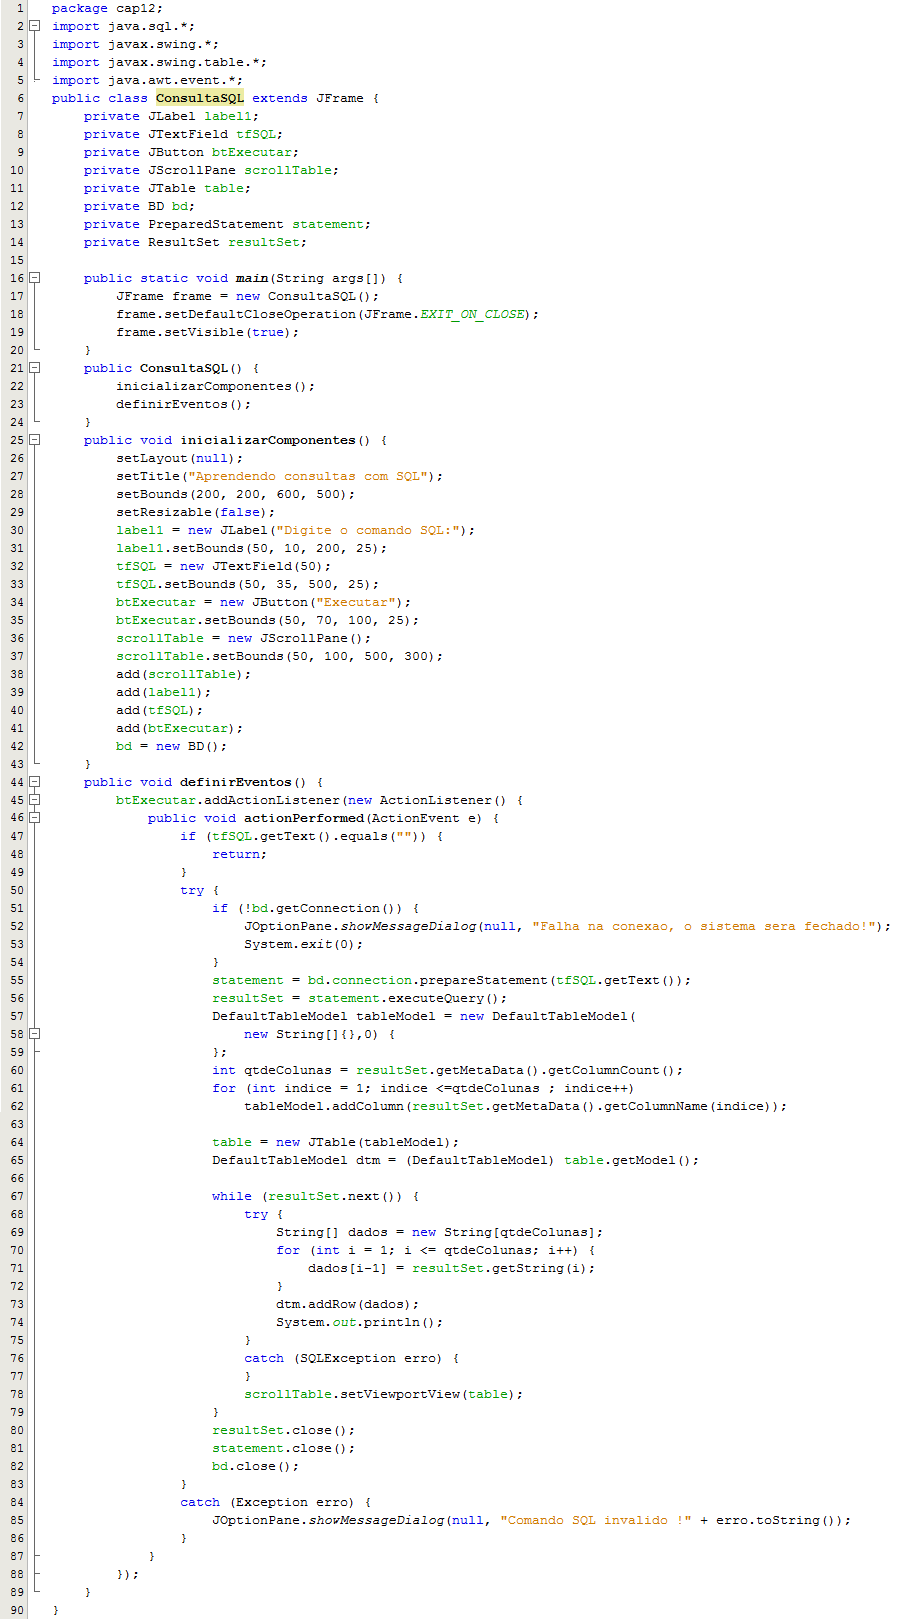 1 package cap12;
2 import java.sql.*;
3 import javax.swing.*;
4 import javax.swing.table.*;
5 import java.awt.event.*;
6 public class ConsultaSQL extends JFrame {
7     private JLabel label1;
8     private JTextField tfSQL;
9     private JButton btExecutar;
10     private JScrollPane scrollTable;
11     private JTable table;
12     private BD bd;
13     private PreparedStatement statement;
14     private ResultSet resultSet;
15
16     public static void main(String args[]) {
17         JFrame frame = new ConsultaSQL();
18         frame.setDefaultCloseOperation(JFrame.EXIT_ON_CLOSE);
19         frame.setVisible(true);
20     }
21     public ConsultaSQL() {
22         inicializarComponentes();
23         definirEventos();
24     }
25     public void inicializarComponentes() {
26         setLayout(null);
27         setTitle("Aprendendo consultas com SQL");
28         setBounds(200, 200, 600, 500);
29         setResizable(false);
30         label1 = new JLabel("Digite o comando SQL:");
31         label1.setBounds(50, 10, 200, 25);
32         tfSQL = new JTextField(50);
33         tfSQL.setBounds(50, 35, 500, 25);
34         btExecutar = new JButton("Executar");
35         btExecutar.setBounds(50, 70, 100, 25);
36         scrollTable = new JScrollPane();
37         scrollTable.setBounds(50, 100, 500, 300);
38         add(scrollTable);
39         add(label1);
40         add(tfSQL);
41         add(btExecutar);
42         bd = new BD();
43     }
44     public void definirEventos() {
45         btExecutar.addActionListener(new ActionListener() {
46             public void actionPerformed(ActionEvent e) {
47                 if (tfSQL.getText().equals("")) {
48                     return;
49                 }
50                 try {
51                     if (!bd.getConnection()) {
52                         JOptionPane.showMessageDialog(null, "Falha na conexao, o sistema sera fechado!");
53                         System.exit(0);
54                     }
55                     statement = bd.connection.prepareStatement(tfSQL.getText());
56                     resultSet = statement.executeQuery();
57                     DefaultTableModel tableModel = new DefaultTableModel(
58                         new String[]{},0) {
59                     };
60                     int qtdeColunas = resultSet.getMetaData().getColumnCount();
61                     for (int indice = 1; indice <=qtdeColunas ; indice++)
62                         tableModel.addColumn(resultSet.getMetaData().getColumnName(indice));
63
64                     table = new JTable(tableModel);
65                     DefaultTableModel dtm = (DefaultTableModel) table.getModel();
66
67                     while (resultSet.next()) {
68                         try {
69                             String[] dados = new String[qtdeColunas];
70                             for (int i = 1; i <= qtdeColunas; i++) {
71                                 dados[i-1] = resultSet.getString(i);
72                             }
73                             dtm.addRow(dados);
74                             System.out.println();
75                         }
76                         catch (SQLException erro) {
77                         }
78                         scrollTable.setViewportView(table);
79                     }
80                     resultSet.close();
81                     statement.close();
82                     bd.close();
83                 }
84                 catch (Exception erro) {
85                     JOptionPane.showMessageDialog(null, "Comando SQL invalido !" + erro.toString());
86                 }
87             }
88         });
89     }
90 }